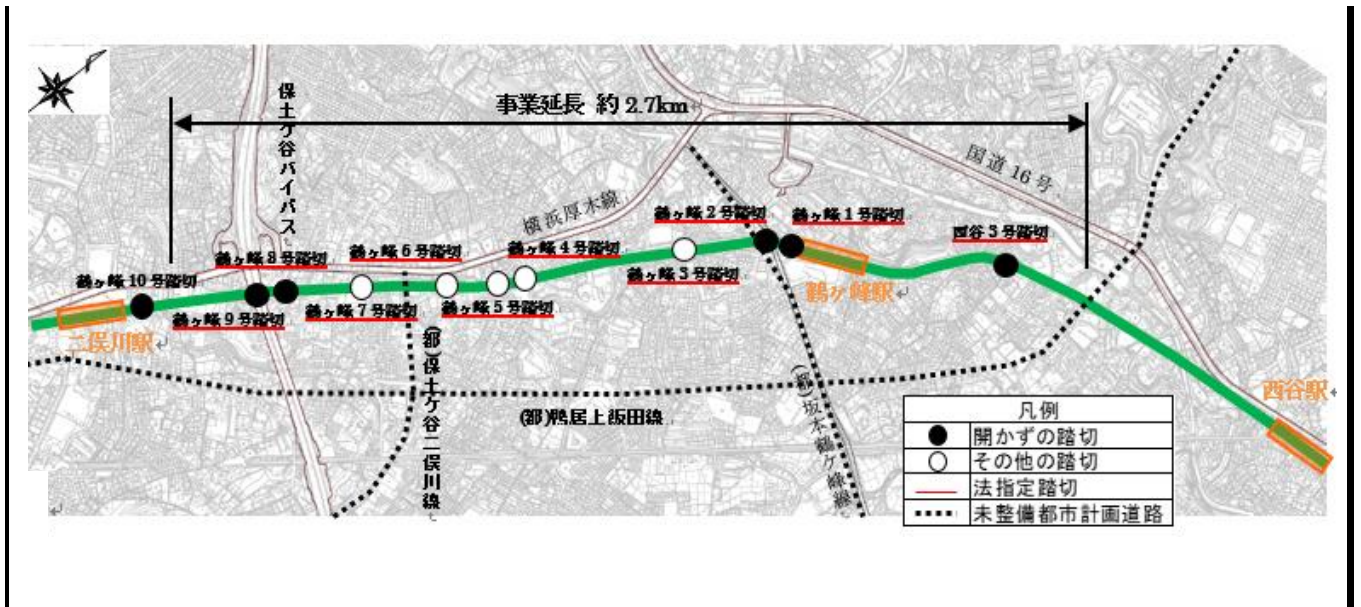 事業延長 約 2.7km
保土ケ谷バイパス
国道 16号
横浜厚木線
鶴ヶ峰 2号踏切
鶴ヶ峰 1号踏切
西谷 3号踏切
鶴ヶ峰 8号踏切
鶴ヶ峰 6号踏切
鶴ヶ峰 4号踏切
鶴ヶ峰 3号踏切
鶴ヶ峰 10号踏切
鶴ヶ峰 9号踏切
鶴ヶ峰 7号踏切
鶴ヶ峰 5号踏切
鶴ヶ峰駅
二俣川駅
西谷駅
(都)保土ケ谷二俣川線
(都)鴨居上飯田線
(都)坂本鶴ケ峰線
凡例
開かずの踏切
その他の踏切
法指定踏切
未整備都市計画道路